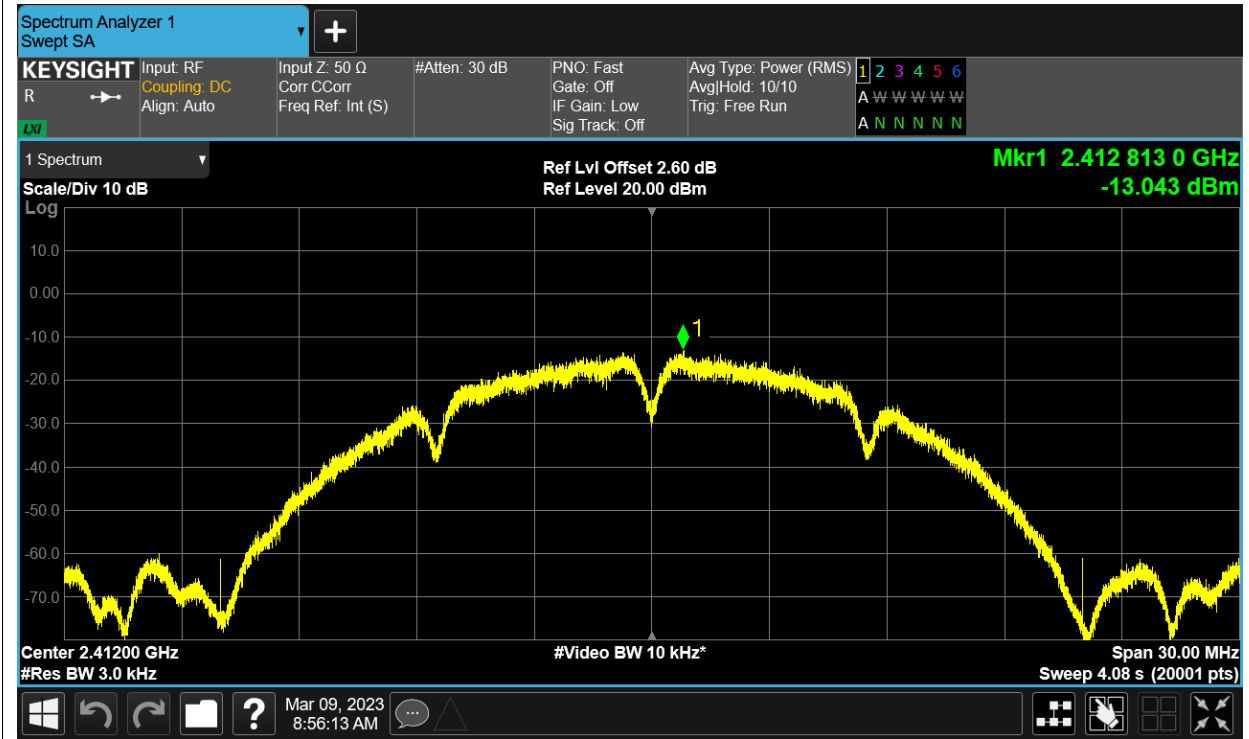 Spectrum Analyzer 1
Swept SA
+
KEYSIGHT
R
LXI
Input: RF
Coupling: DC
Align: Auto
Input Z: 50 Ω
Corr CCorr
Freq Ref: Int (S)
#Atten: 30 dB
PNO: Fast
Gate: Off
IF Gain: Low
Sig Track: Off
Avg Type: Power (RMS)
Avg|Hold: 10/10
Trig: Free Run
1 2 3 4 5 6
A W W W W W
A N N N N N
1 Spectrum
Scale/Div 10 dB
Log
Ref Lvl Offset 2.60 dB
Ref Level 20.00 dBm
Mkr1 2.412 813 0 GHz
-13.043 dBm
10.0
0.00
-10.0
-20.0
-30.0
-40.0
-50.0
-60.0
-70.0
1
Center 2.41200 GHz
#Res BW 3.0 kHz
#Video BW 10 kHz*
Span 30.00 MHz
Sweep 4.08 s (20001 pts)
?
Mar 09, 2023
8:56:13 AM